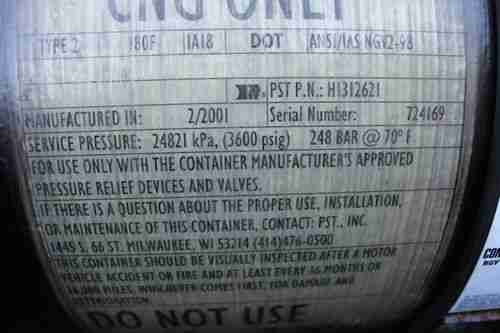 CNG ONLY
TYPE 2 180F IA18 DOT ANSI/IAS NGV2-98
PST P.N.: H1312621
MANUFACTURED IN: 2/2001 Serial Number: 724169
SERVICE PRESSURE: 24821 kPa, (3600 psig) 248 BAR @ 70° F
FOR USE ONLY WITH THE CONTAINER MANUFACTURER'S APPROVED
PRESSURE RELIEF DEVICES AND VALVES.
IF THERE IS A QUESTION ABOUT THE PROPER USE, INSTALLATION,
OR MAINTENANCE OF THIS CONTAINER, CONTACT: PST., INC.
1449 S. 66 ST. MILWAUKEE, WI 53214 (414)476-0500
THIS CONTAINER SHOULD BE VISUALLY INSPECTED AFTER A MOTOR
VEHICLE ACCIDENT OR FIRE AND AT LEAST EVERY 36 MONTHS OR
36,000 MILES, WHICHEVER COMES FIRST, FOR DAMAGE AND
DETERIORATION.
DO NOT USE